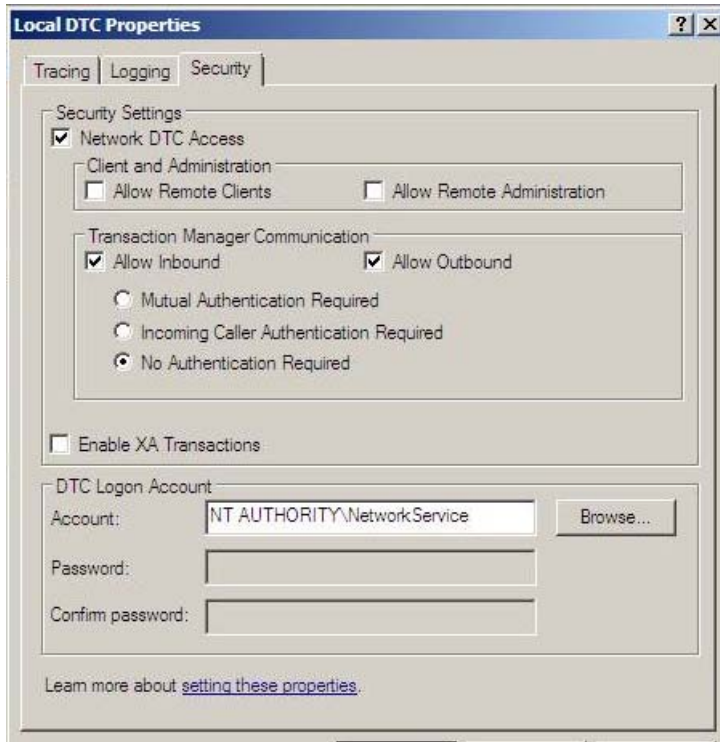 Local DTC Properties
Tracing Logging Security
Security Settings
Network DTC Access
Client and Administration
Allow Remote Clients Allow Remote Administration
Transaction Manager Communication
Allow Inbound Allow Outbound
Mutual Authentication Required
Incoming Caller Authentication Required
No Authentication Required
Enable XA Transactions
DTC Logon Account
Account: NT AUTHORITY\NetworkService Browse...
Password:
Confirm password:
Learn more about setting these properties.